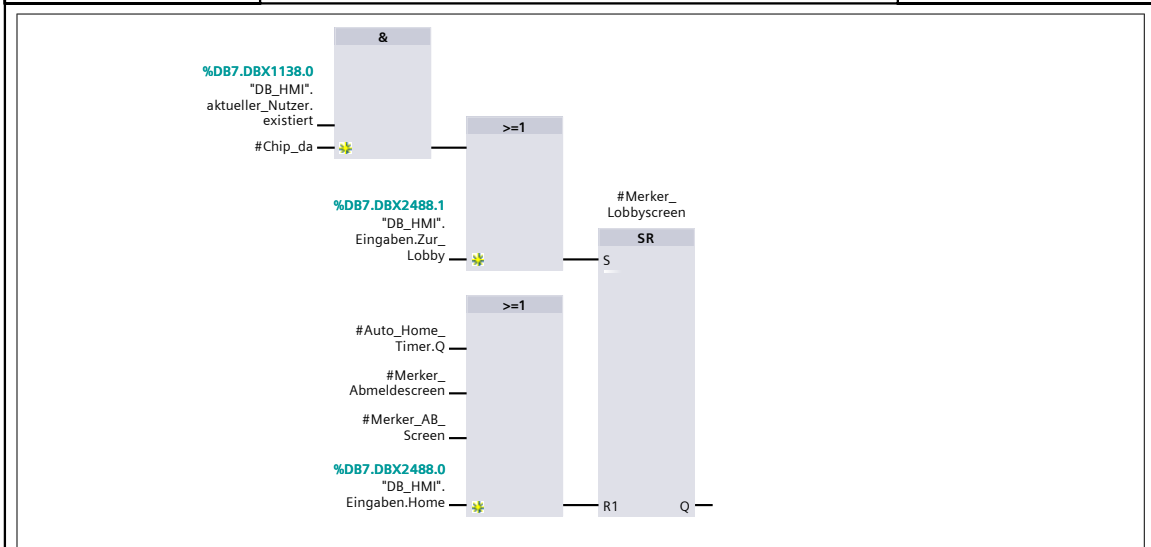 &
%DB7.DBX1138.0
"DB_HMI".
aktueller_Nutzer.
existiert
#Chip_da
>=1
%DB7.DBX2488.1
"DB_HMI".
Eingaben.Zur_
Lobby
#Merker_
Lobbyscreen
SR
S
>=1
#Auto_Home_
Timer.Q
#Merker_
Abmeldescreen
#Merker_AB_
Screen
%DB7.DBX2488.0
"DB_HMI".
Eingaben.Home
R1
Q